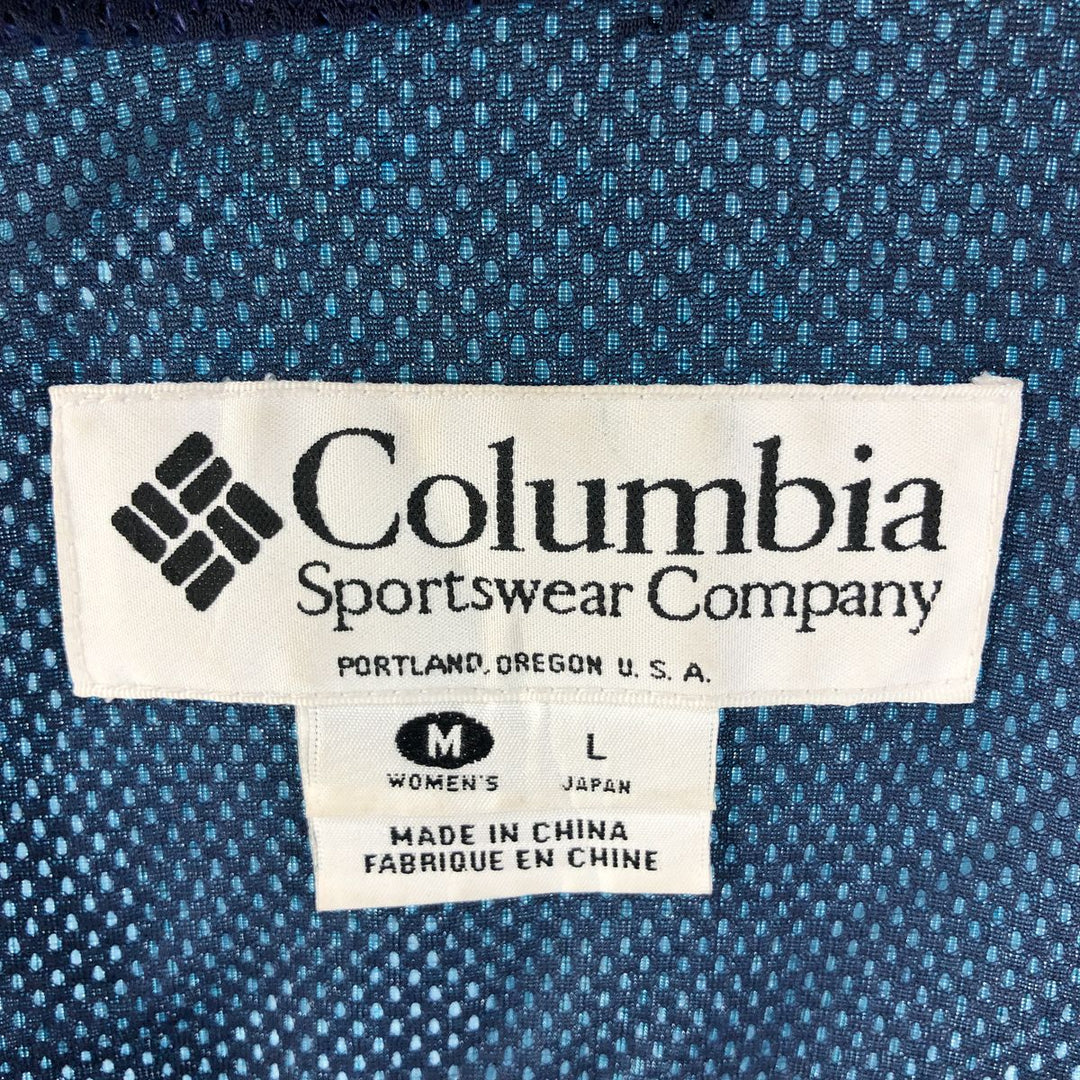 Columbia
Sportswear Company
PORTLAND, OREGON U. S. A.
M L
WOMEN'S JAPAN
MADE IN CHINA
FABRIQUE EN CHINE